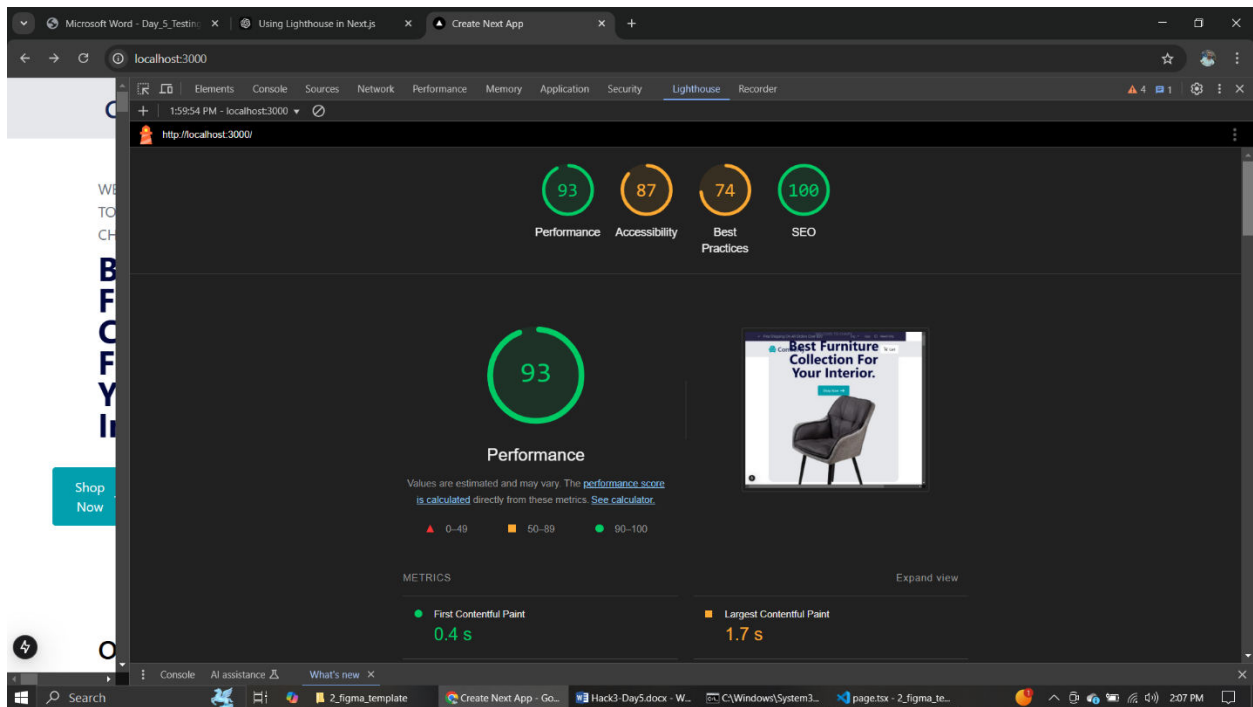 Microsoft Word - Day_5_Testing
Using Lighthouse in Next.js
Create Next App
localhost:3000
Elements Console Sources Network Performance Memory Application Security Lighthouse Recorder
4 1
1:59:54 PM - localhost:3000
http://localhost:3000/
93 87 74 100
Performance Accessibility Best Practices SEO
WE
TO
CH
B
F
C
F
Y
Shop
Now
O
93
Performance
Values are estimated and may vary. The performance score
is calculated directly from these metrics. See calculator.
0–49 50–89 90–100
Best Furniture
Collection For
Your Interior.
METRICS
Expand view
First Contentful Paint
0.4 s
Largest Contentful Paint
1.7 s
Console AI assistance What's new
Search
2_figma_template
Create Next App - Go...
Hack3-Day5.docx - W...
C:\Windows\System3...
page.tsx - 2_figma_te...
2:07 PM